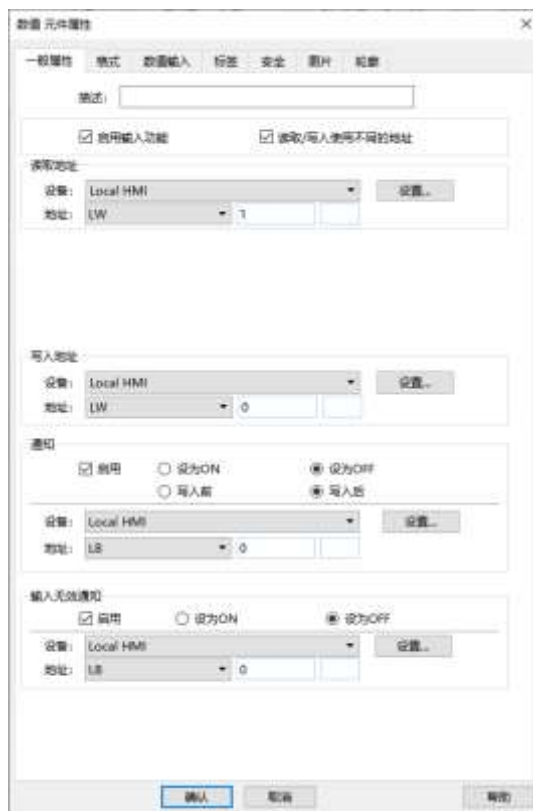 数值 元件属性
一般属性 格式 数值输入 标签 安全 图片 轮廓
描述:
启用输入功能 读取/写入使用不同的地址
读取地址
设备: Local HMI 设置...
地址: LW 1
写入地址
设备: Local HMI 设置...
地址: LW 0
通知
启用 设为ON 设为OFF
写入前 写入后
设备: Local HMI 设置...
地址: LB 0
输入无效通知
启用 设为ON 设为OFF
设备: Local HMI 设置...
地址: LB 0
确认 取消 帮助